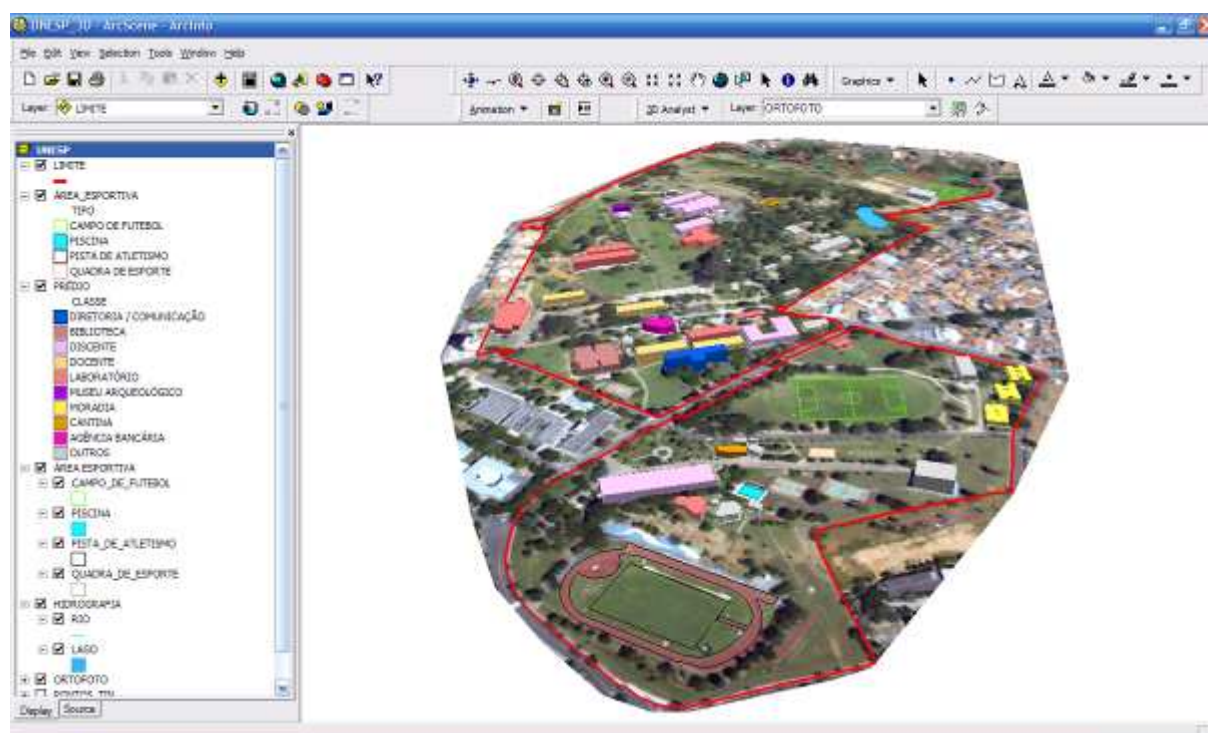 UNESP_3D - ArcScene - ArcInfo
File Edit View Selection Tools Window Help
Graphics
Layer: LIMITE
Animation
3D Analyst
Layer: ORTOFOTO
UNESP
LIMITE
ÁREA_ESPORTIVA
TIPO
CAMPO DE FUTEBOL
PISCINA
PISTA DE ATLETISMO
QUADRA DE ESPORTE
PRÉDIO
CLASSE
DIRETORIA / COMUNICAÇÃO
BIBLIOTECA
DISCENTE
DOCENTE
LABORATÓRIO
MUSEU ARQUEOLÓGICO
MORADIA
CANTINA
AGÊNCIA BANCÁRIA
OUTROS
ÁREA ESPORTIVA
CAMPO_DE_FUTEBOL
PISCINA
PISTA_DE_ATLETISMO
QUADRA_DE_ESPORTE
HIDROGRAFIA
RIO
LAGO
ORTOFOTO
PONTOS_TIN
Display Source